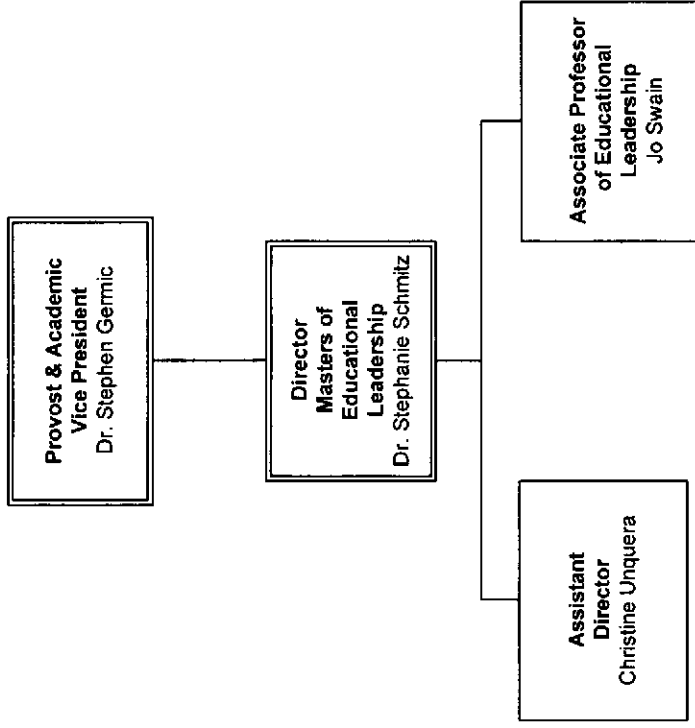 Provost & Academic
Vice President
Dr. Stephen Germic
Director
Masters of
Educational
Leadership
Dr. Stephanie Schmitz
Assistant
Director
Christine Unquera
Associate Professor
of Educational
Leadership
Jo Swain